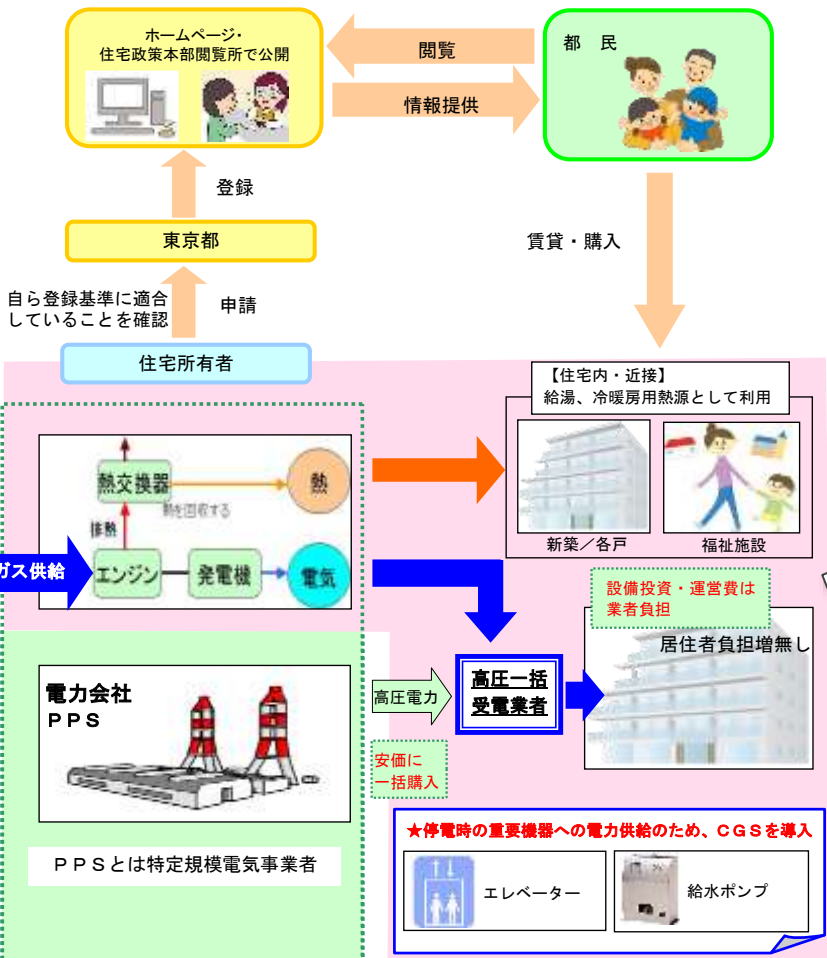 ホームページ・
住宅政策本部閲覧所で公開
閲覧
情報提供
都　民
登録
東京都
賃貸・購入
自ら登録基準に適合
していることを確認
申請
住宅所有者
【住宅内・近接】
給湯、冷暖房用熱源として利用
熱交換器
熱
熱を回収する
排熱
新築／各戸
福祉施設
ガス供給
エンジン
発電機
電気
設備投資・運営費は
業者負担
居住者負担増無し
電力会社
ＰＰＳ
高圧電力
高圧一括
受電業者
安価に
一括購入
★停電時の重要機器への電力供給のため、ＣＧＳを導入
ＰＰＳとは特定規模電気事業者
エレベーター
給水ポンプ